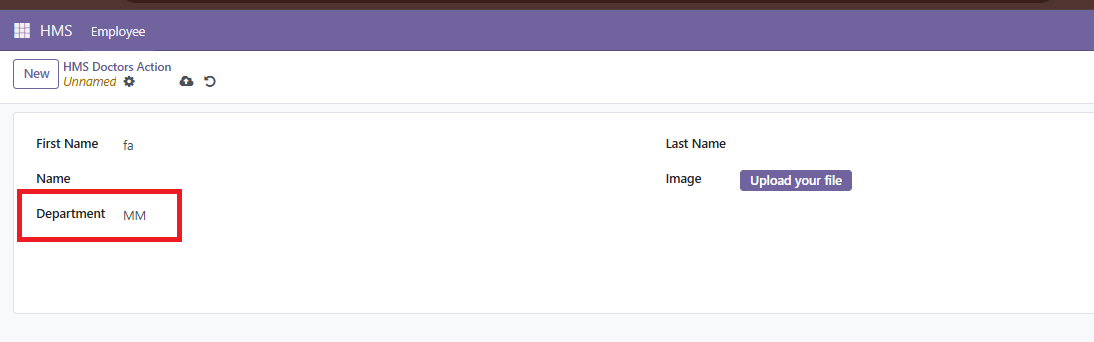 HMS Employee
New HMS Doctors Action
Unnamed
First Name fa Last Name
Name Image Upload your file
Department MM